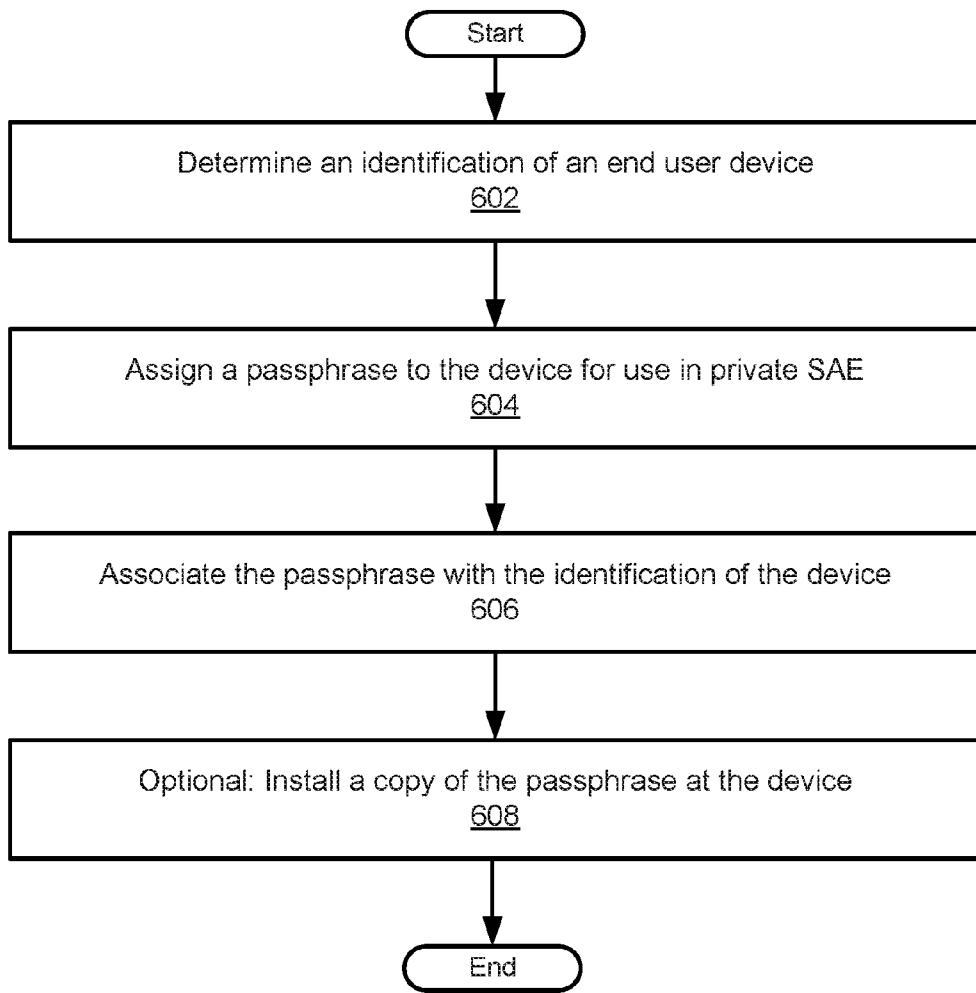 Start
Determine an identification of an end user device
602
Assign a passphrase to the device for use in private SAE
604
Associate the passphrase with the identification of the device
606
Optional: Install a copy of the passphrase at the device
608
End